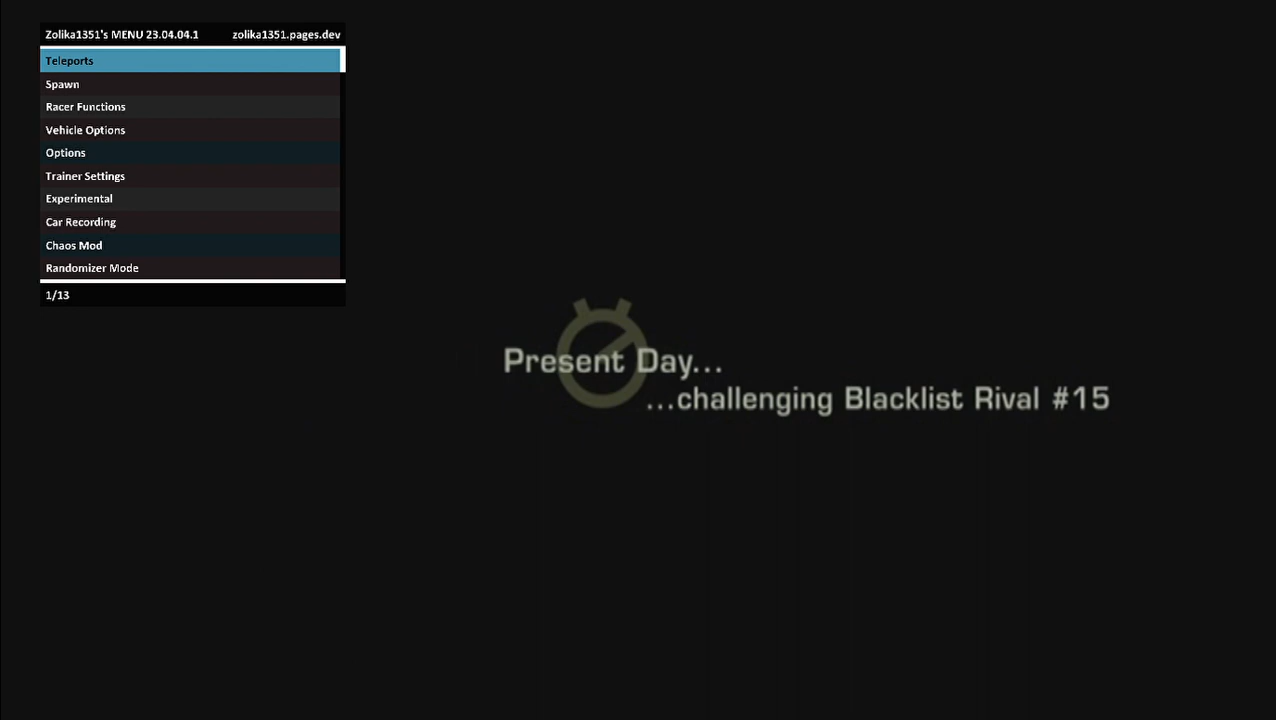 Zolika1351's MENU 23.04.04.1 zolika1351.pages.dev
Teleports
Spawn
Racer Functions
Vehicle Options
Options
Trainer Settings
Experimental
Car Recording
Chaos Mod
Randomizer Mode
1/13
Present Day...
...challenging Blacklist Rival #15